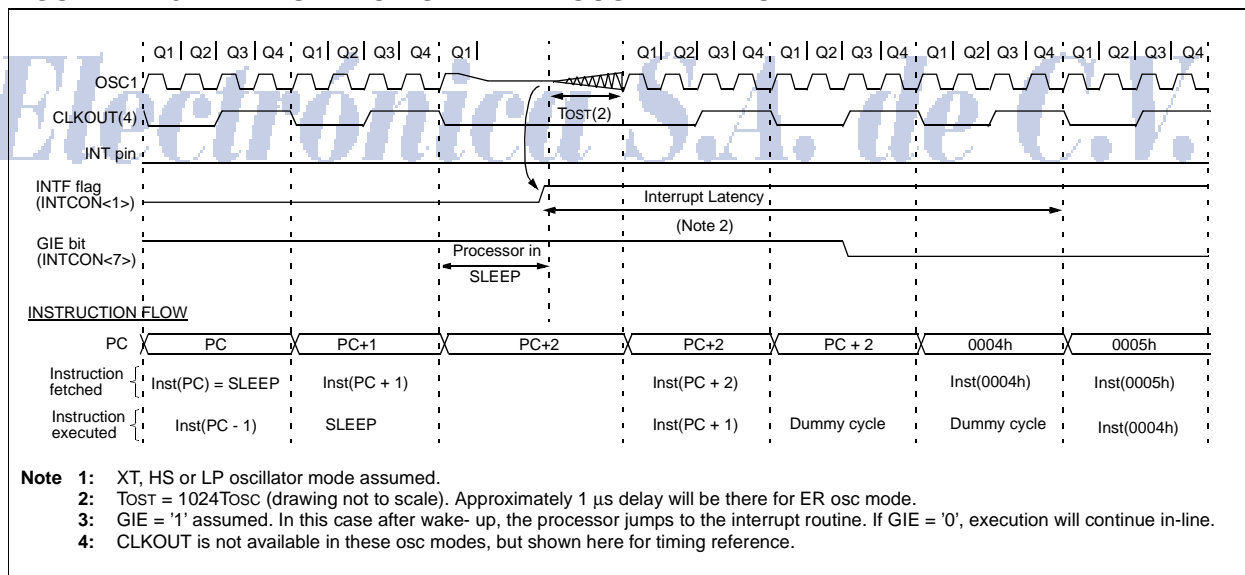 Q1 Q2 Q3 Q4 Q1 Q2 Q3 Q4 Q1 Q1 Q2 Q3 Q4 Q1 Q2 Q3 Q4 Q1 Q2 Q3 Q4 Q1 Q2 Q3 Q4
OSC1
TOST(2)
CLKOUT(4)
Electrónica S.A. de C.V.
INT pin
INTF flag
(INTCON<1>)
Interrupt Latency
(Note 2)
GIE bit
(INTCON<7>)
Processor in
SLEEP
INSTRUCTION FLOW
PC PC PC+1 PC+2 PC+2 PC + 2 0004h 0005h
Instruction
fetched
Inst(PC) = SLEEP Inst(PC + 1) Inst(PC + 2) Inst(0004h) Inst(0005h)
Instruction
executed
Inst(PC - 1) SLEEP Inst(PC + 1) Dummy cycle Dummy cycle Inst(0004h)
Note 1: XT, HS or LP oscillator mode assumed.
2: TOST = 1024TOSC (drawing not to scale). Approximately 1 µs delay will be there for ER osc mode.
3: GIE = '1' assumed. In this case after wake- up, the processor jumps to the interrupt routine. If GIE = '0', execution will continue in-line.
4: CLKOUT is not available in these osc modes, but shown here for timing reference.